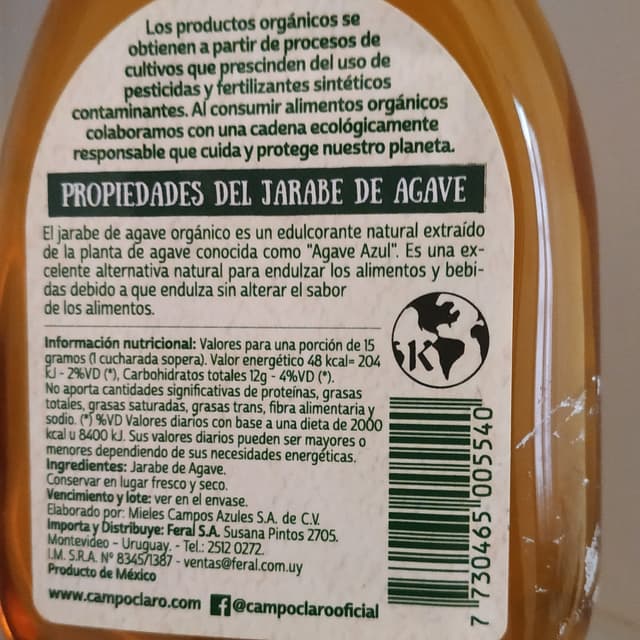 Los productos orgánicos se
obtienen a partir de procesos de
cultivos que prescinden del uso de
pesticidas y fertilizantes sintéticos
contaminantes. Al consumir alimentos orgánicos
colaboramos con una cadena ecológicamente
responsable que cuida y protege nuestro planeta.
PROPIEDADES DEL JARABE DE AGAVE
El jarabe de agave orgánico es un edulcorante natural extraído
de la planta de agave conocida como "Agave Azul". Es una ex-
celente alternativa natural para endulzar los alimentos y bebi-
das debido a que endulza sin alterar el sabor
de los alimentos.
K
Información nutricional: Valores para una porción de 15
gramos (1 cucharada sopera). Valor energético 48 kcal= 204
kJ - 2%VD (*), Carbohidratos totales 12g - 4%VD (*).
No aporta cantidades significativas de proteínas, grasas
totales, grasas saturadas, grasas trans, fibra alimentaria y
sodio. (*) %VD Valores diarios con base a una dieta de 2000
kcal u 8400 kJ. Sus valores diarios pueden ser mayores o
menores dependiendo de sus necesidades energéticas.
Ingredientes: Jarabe de Agave.
Conservar en lugar fresco y seco.
Vencimiento y lote: ver en el envase.
Elaborado por: Mieles Campos Azules S.A. de C.V.
Importa y Distribuye: Feral S.A. Susana Pintos 2705.
Montevideo - Uruguay. - Tel.: 2512 0272.
I.M. S.R.A. N° 83451/1387 - ventas@feral.com.uy
Producto de México
www.campoclaro.com f @campoclarooficial
7 730465 005540